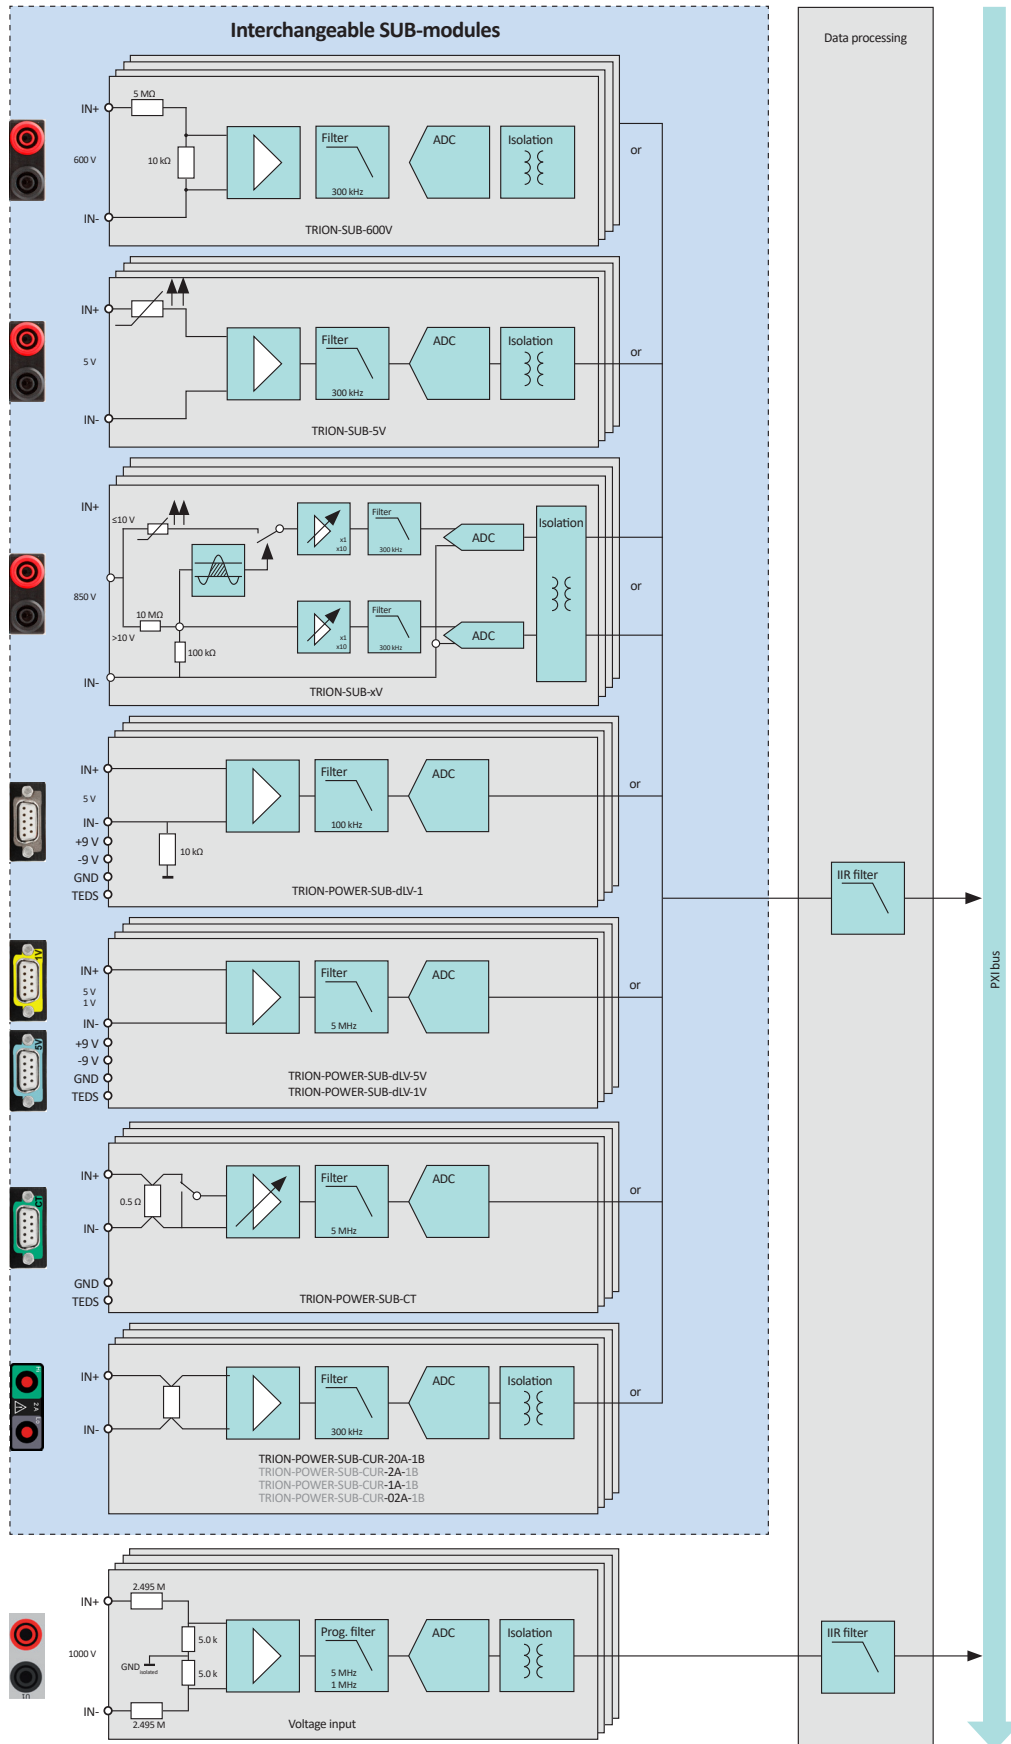 Interchangeable SUB-modules
Data processing
IN+
5 MΩ
600 V
10 kΩ
Filter
300 kHz
ADC
Isolation
or
IN-
TRION-SUB-600V
IN+
5 V
Filter
300 kHz
ADC
Isolation
or
IN-
TRION-SUB-5V
IN+
≤10 V
850 V
>10 V
10 MΩ
100 kΩ
x1
x10
Filter
300 kHz
ADC
x1
x10
Filter
300 kHz
ADC
Isolation
or
IN-
TRION-SUB-xV
IN+
5 V
IN-
+9 V
-9 V
GND
TEDS
10 kΩ
Filter
100 kHz
ADC
or
TRION-POWER-SUB-dLV-1
IIR filter
PXI bus
1V
5V
IN+
5 V
1 V
IN-
+9 V
-9 V
GND
TEDS
Filter
5 MHz
ADC
or
TRION-POWER-SUB-dLV-5V
TRION-POWER-SUB-dLV-1V
CT
IN+
0.5 Ω
IN-
GND
TEDS
Filter
5 MHz
ADC
or
TRION-POWER-SUB-CT
2 A
IN+
IN-
Filter
300 kHz
ADC
Isolation
or
TRION-POWER-SUB-CUR-20A-1B
TRION-POWER-SUB-CUR-2A-1B
TRION-POWER-SUB-CUR-1A-1B
TRION-POWER-SUB-CUR-02A-1B
IN+
2.495 M
1000 V
5.0 k
GND
isolated
5.0 k
IN-
2.495 M
Prog. filter
5 MHz
1 MHz
ADC
Isolation
Voltage input
IIR filter